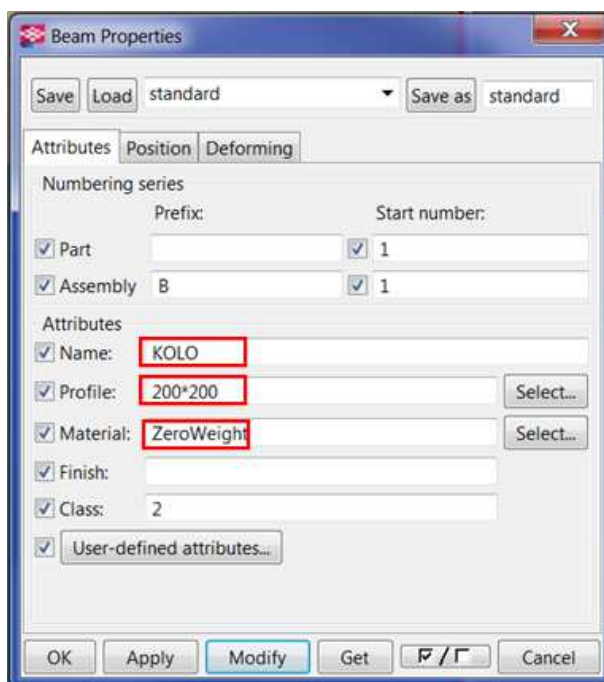 Beam Properties
Save Load standard Save as standard
Attributes Position Deforming
Numbering series
Prefix: Start number:
Part 1
Assembly B 1
Attributes
Name: KOLO
Profile: 200*200 Select...
Material: ZeroWeight Select...
Finish:
Class: 2
User-defined attributes...
OK Apply Modify Get / Cancel